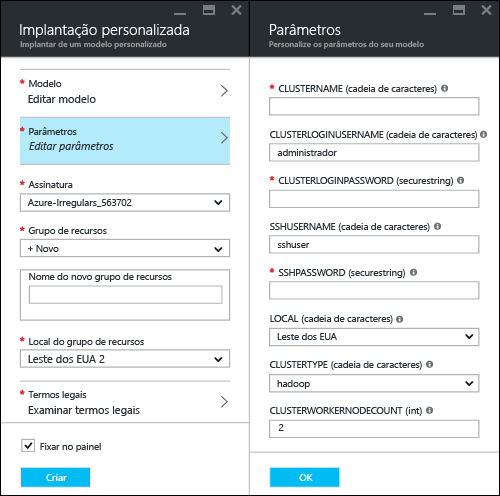 Implantação personalizada
Implantar de um modelo personalizado
* Modelo
Editar modelo
* Parâmetros
Editar parâmetros
* Assinatura
Azure-Irregulars_563702
* Grupo de recursos
+ Novo
Nome do novo grupo de recursos
* Local do grupo de recursos
Leste dos EUA 2
* Termos legais
Examinar termos legais
Fixar no painel
Criar
Parâmetros
Personalize os parâmetros do seu modelo
* CLUSTERNAME (cadeia de caracteres)
CLUSTERLOGINUSERNAME (cadeia de caracteres)
administrador
* CLUSTERLOGINPASSWORD (securestring)
SSHUSERNAME (cadeia de caracteres)
sshuser
* SSHPASSWORD (securestring)
LOCAL (cadeia de caracteres)
Leste dos EUA
CLUSTERTYPE (cadeia de caracteres)
hadoop
CLUSTERWORKERNODECOUNT (int)
2
OK